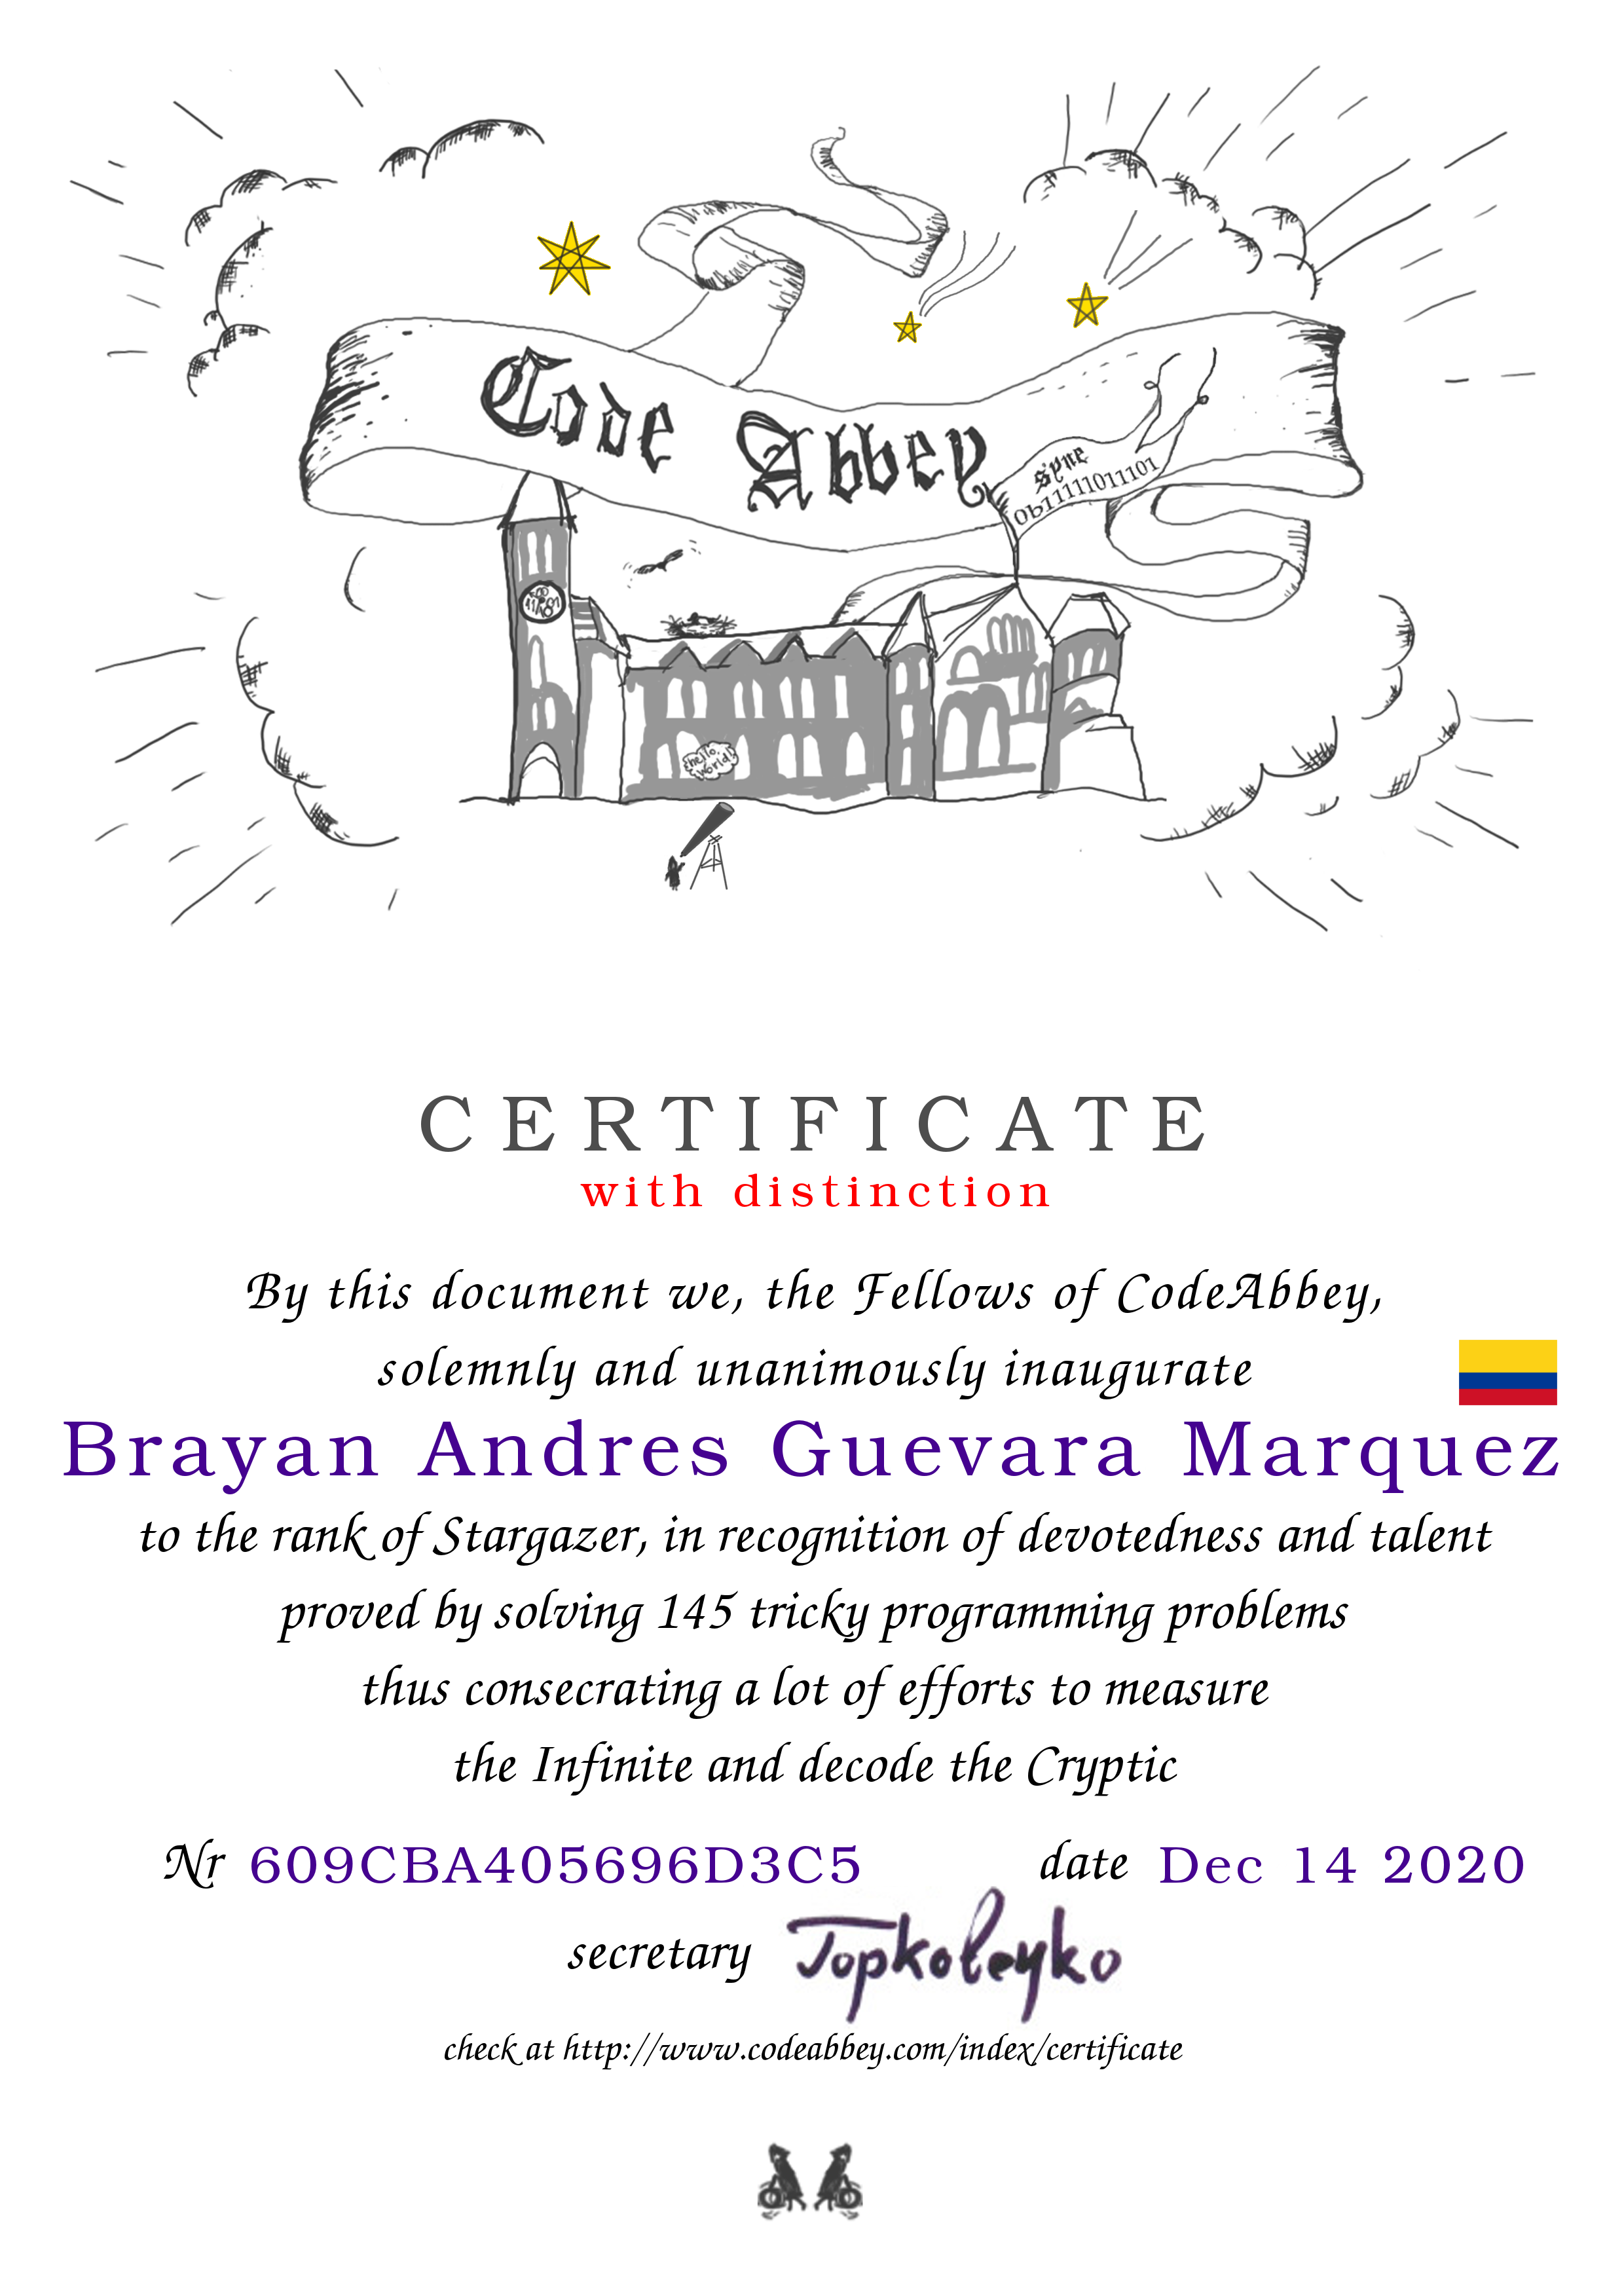 Code Abbey
syne
0b11111011101
hello,
world!
CERTIFICATE
with distinction
By this document we, the Fellows of CodeAbbey,
solemnly and unanimously inaugurate
Brayan Andres Guevara Marquez
to the rank of Stargazer, in recognition of devotedness and talent
proved by solving 145 tricky programming problems
thus consecrating a lot of efforts to measure
the Infinite and decode the Cryptic
Nr 609CBA405696D3C5 date Dec 14 2020
secretary
check at http://www.codeabbey.com/index/certificate